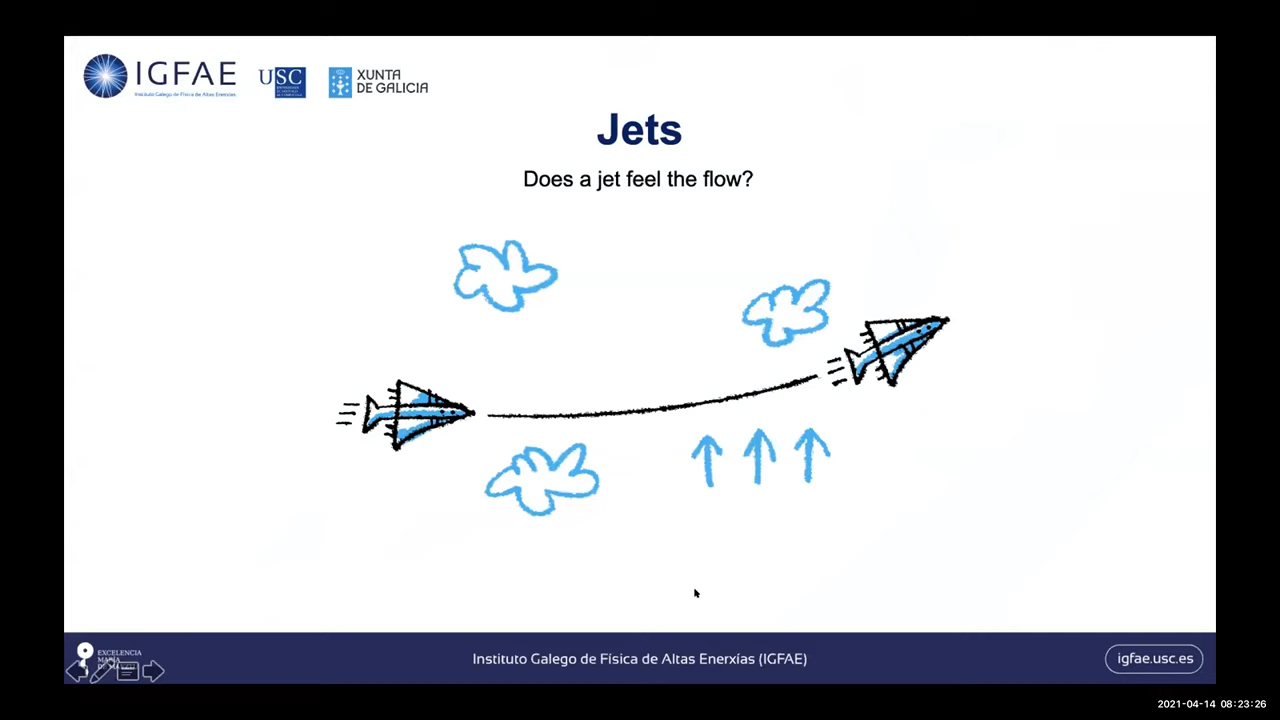 IGFAE
Instituto Galego de Física de Altas Enerxías
USC
XUNTA
DE GALICIA
Jets
Does a jet feel the flow?
EXCELENCIA
MARÍA
Instituto Galego de Física de Altas Enerxías (IGFAE)
igfae.usc.es
2021-04-14 08:23:26